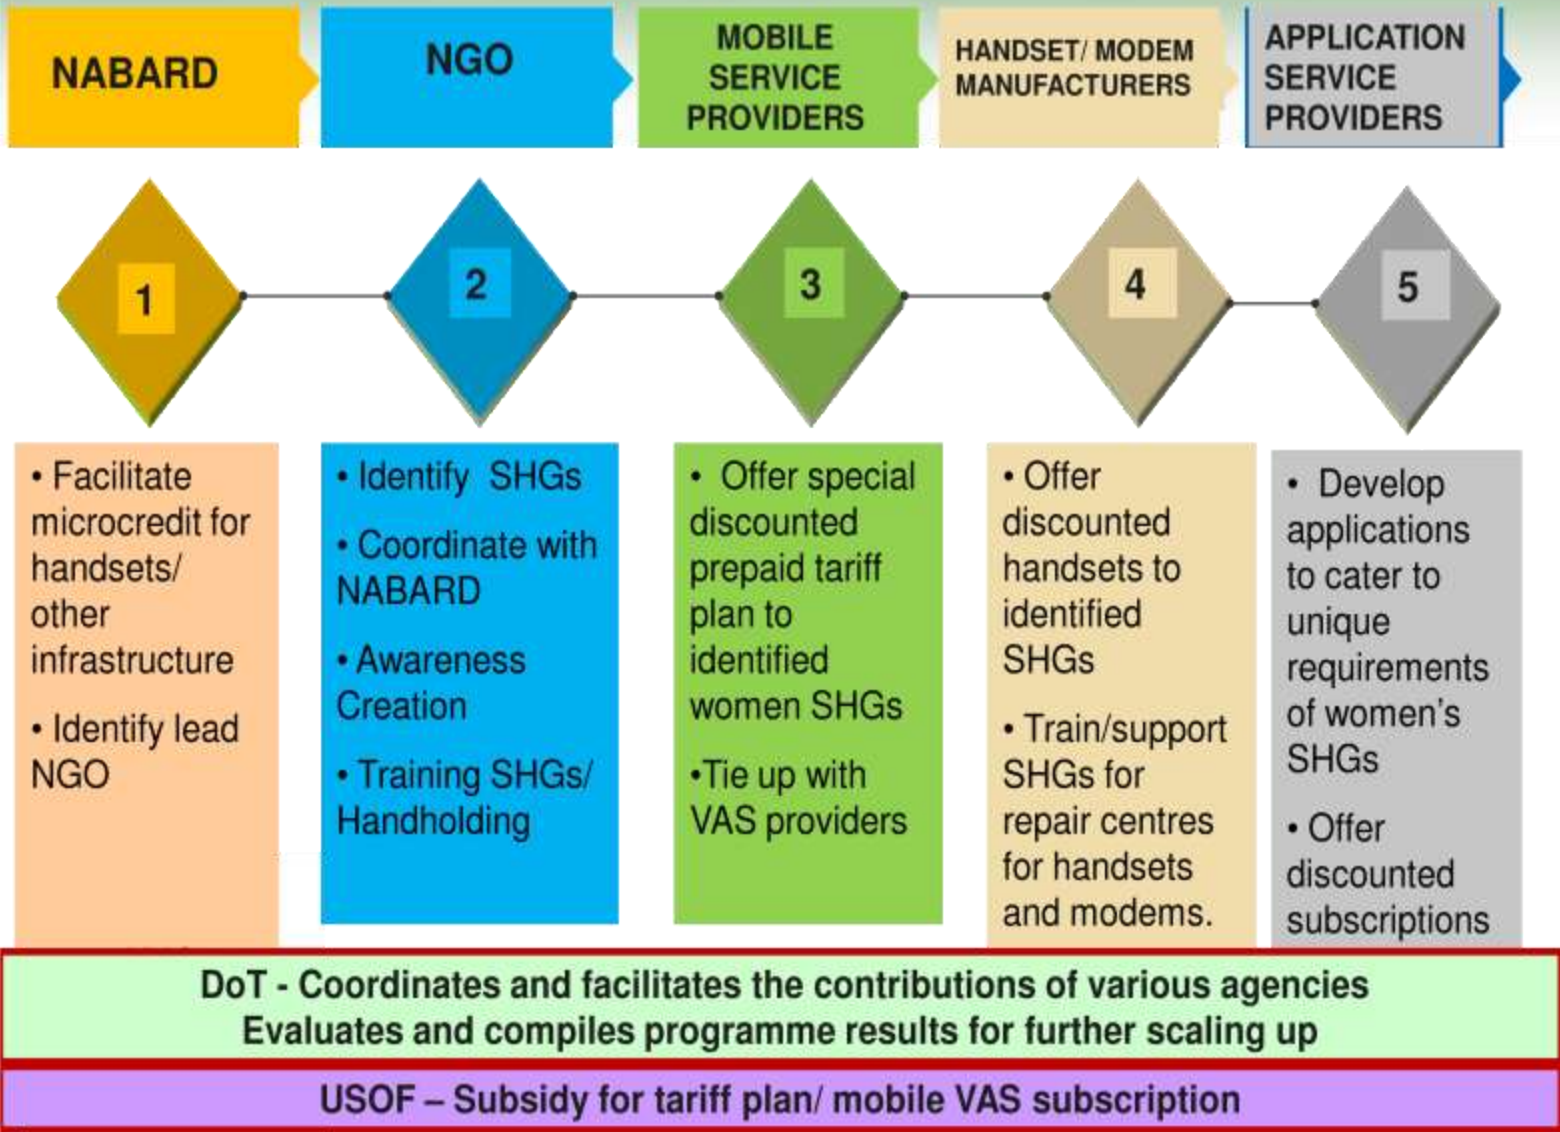 NABARD
NGO
MOBILE
SERVICE
PROVIDERS
HANDSET/ MODEM
MANUFACTURERS
APPLICATION
SERVICE
PROVIDERS
1
2
3
4
5
• Facilitate
microcredit for
handsets/
other
infrastructure
• Identify lead
NGO
• Identify SHGs
• Coordinate with
NABARD
• Awareness
Creation
• Training SHGs/
Handholding
• Offer special
discounted
prepaid tariff
plan to
identified
women SHGs
•Tie up with
VAS providers
• Offer
discounted
handsets to
identified
SHGs
• Train/support
SHGs for
repair centres
for handsets
and modems.
• Develop
applications
to cater to
unique
requirements
of women's
SHGs
• Offer
discounted
subscriptions
DoT - Coordinates and facilitates the contributions of various agencies
Evaluates and compiles programme results for further scaling up
USOF – Subsidy for tariff plan/ mobile VAS subscription